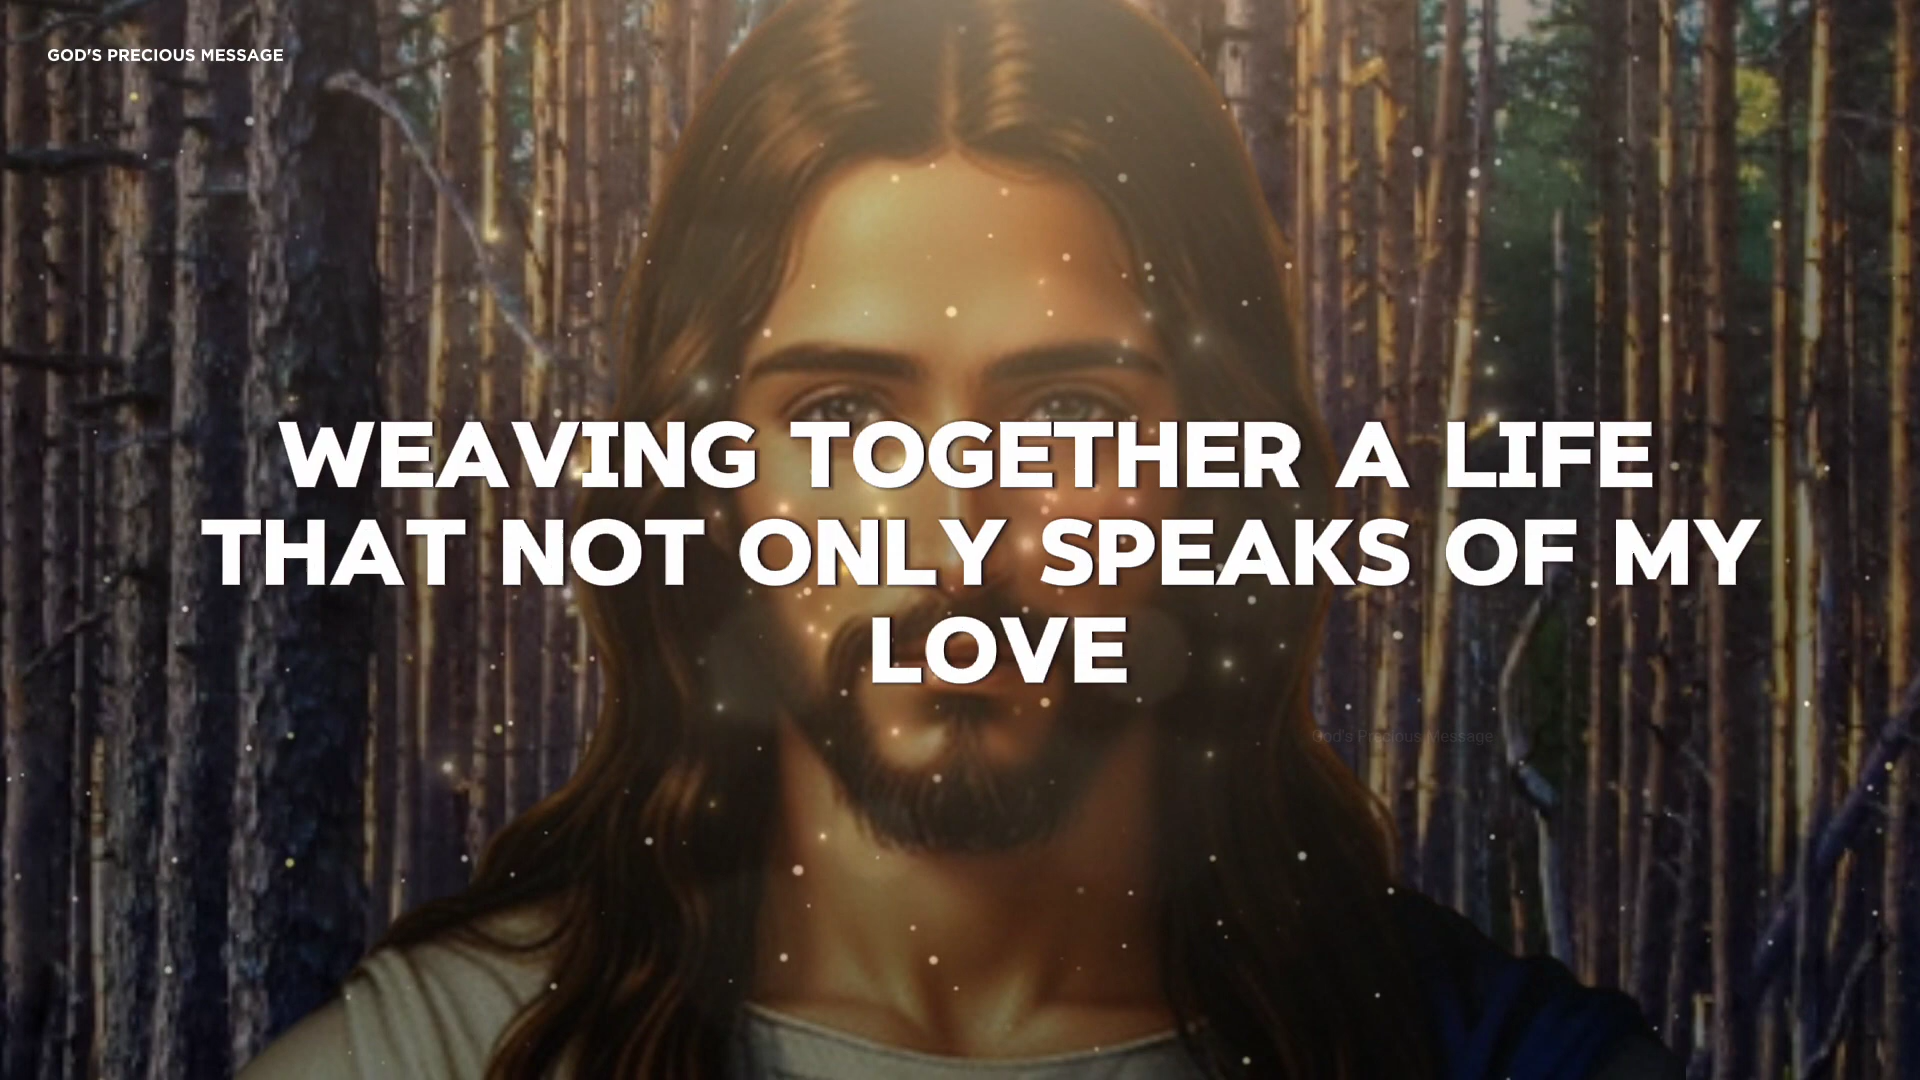 GOD'S PRECIOUS MESSAGE
WEAVING TOGETHER A LIFE
THAT NOT ONLY SPEAKS OF MY
LOVE
God's Precious Message